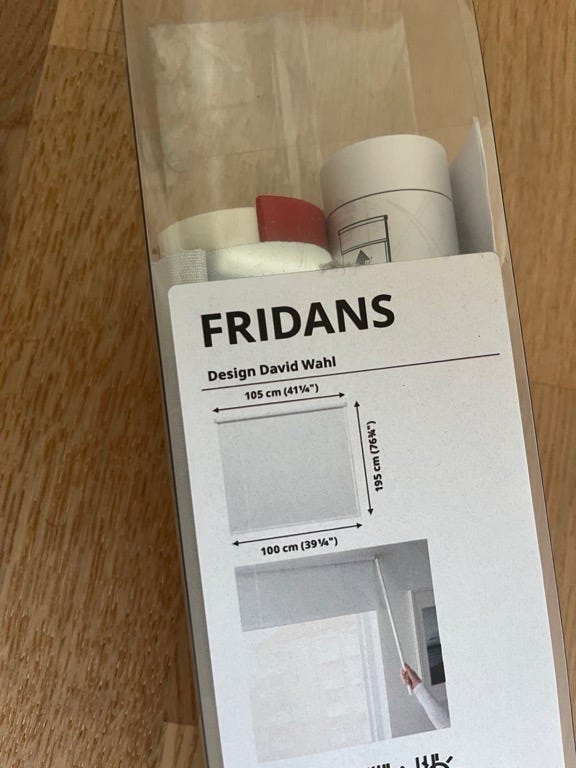 FRIDANS
Design David Wahl
105 cm (41¼")
195 cm (76¾")
100 cm (39¼")